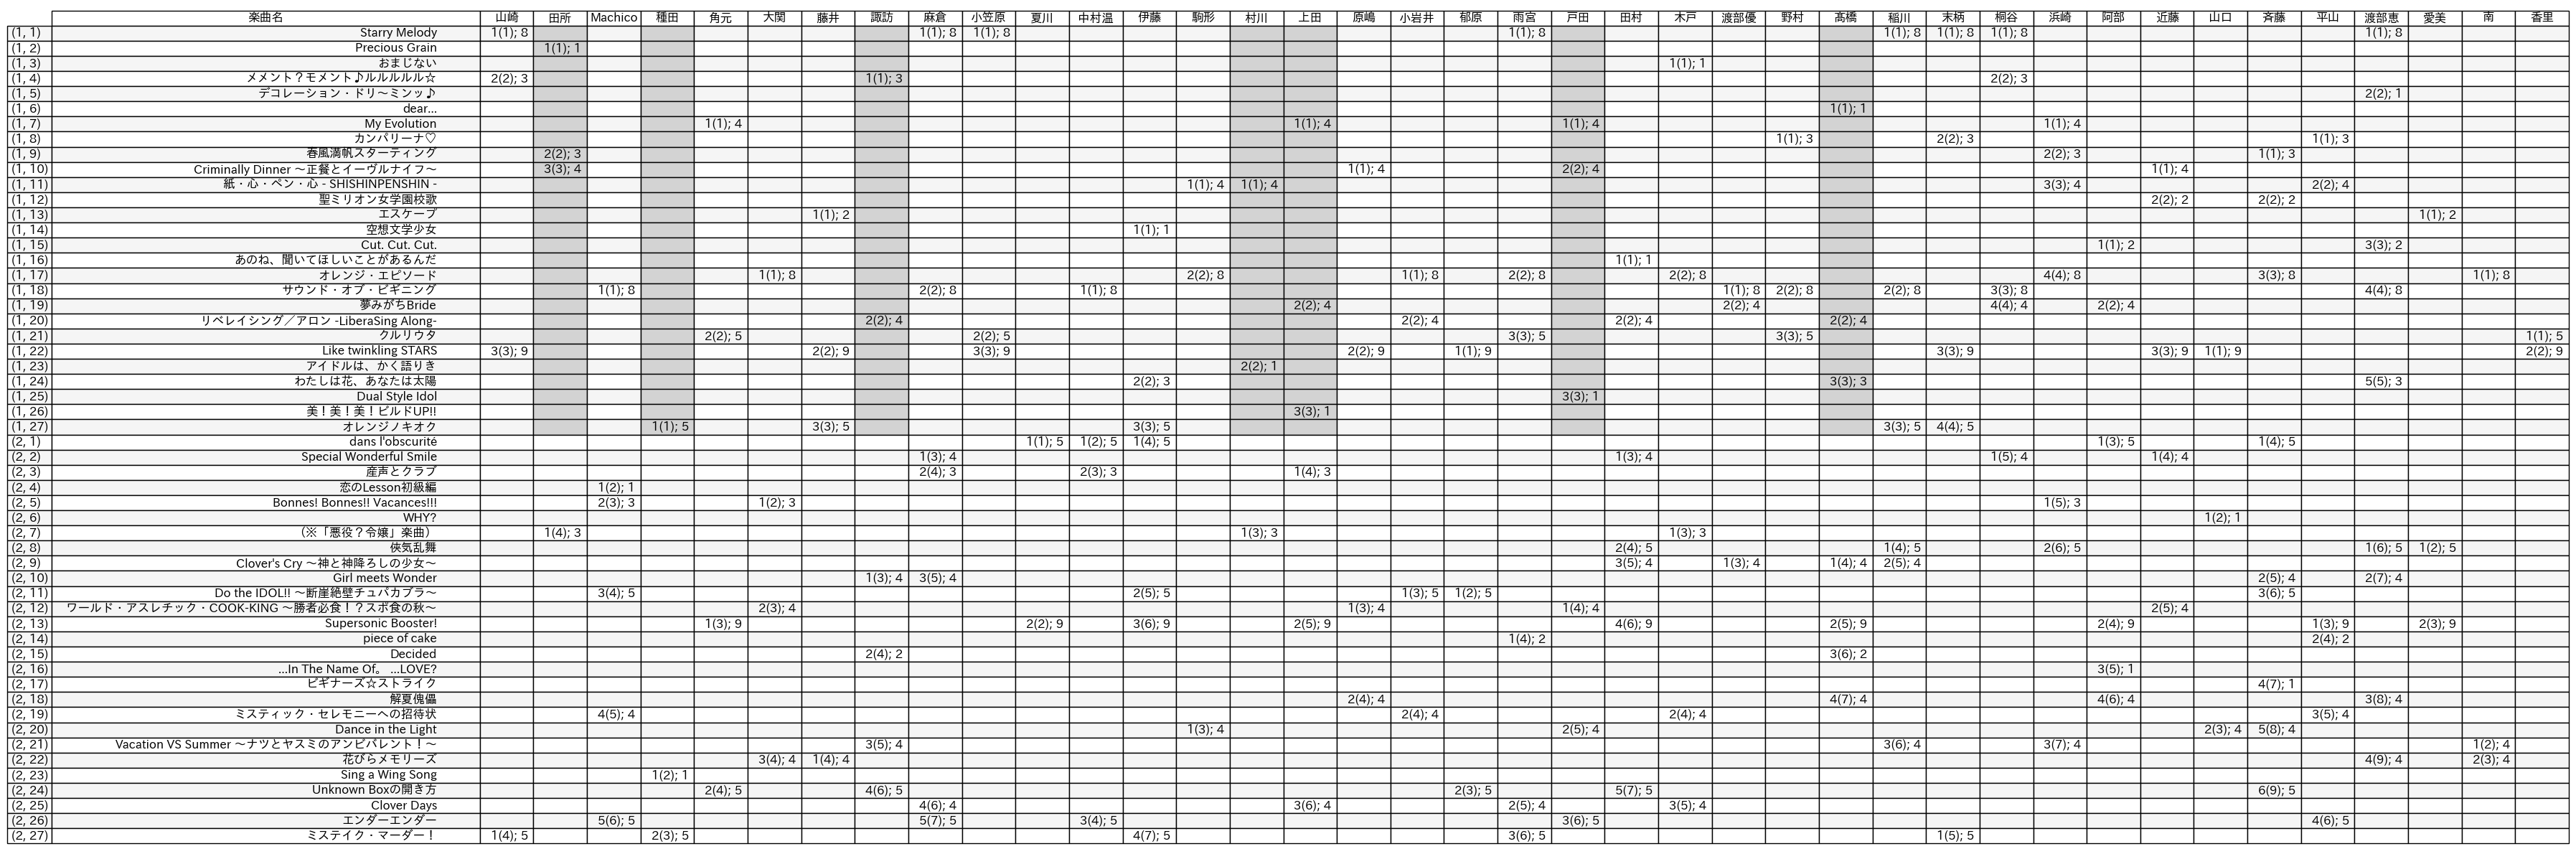 楽曲名 山崎 田所 Machico 種田 角元 大関 藤井 諏訪 麻倉 小笠原 夏川 中村温 伊藤 駒形 村川 上田 原嶋 小岩井 郁原 雨宮 戸田 田村 木戸 渡部優 野村 髙橋 稲川 末柄 桐谷 浜崎 阿部 近藤 山口 斉藤 平山 渡部恵 愛美 南 香里
(1, 1) Starry Melody 1(1); 8 1(1); 8 1(1); 8 1(1); 8 1(1); 8 1(1); 8 1(1); 8 1(1); 8
(1, 2) Precious Grain 1(1); 1
(1, 3) おまじない 1(1); 1
(1, 4) メメント？モメント♪ルルルルル☆ 2(2); 3 1(1); 3 2(2); 3
(1, 5) デコレーション・ドリ〜ミンッ♪ 2(2); 1
(1, 6) dear... 1(1); 1
(1, 7) My Evolution 1(1); 4 1(1); 4 1(1); 4 1(1); 4
(1, 8) カンパリーナ♡ 1(1); 3 2(2); 3 1(1); 3
(1, 9) 春風満帆スターティング 2(2); 3 2(2); 3 1(1); 3
(1, 10) Criminally Dinner 〜正餐とイーヴルナイフ〜 3(3); 4 1(1); 4 2(2); 4 1(1); 4
(1, 11) 紙・心・ペン・心 - SHISHINPENSHIN - 1(1); 4 1(1); 4 3(3); 4 2(2); 4
(1, 12) 聖ミリオン女学園校歌 2(2); 2 2(2); 2
(1, 13) エスケープ 1(1); 2 1(1); 2
(1, 14) 空想文学少女 1(1); 1
(1, 15) Cut. Cut. Cut. 1(1); 2 3(3); 2
(1, 16) あのね、聞いてほしいことがあるんだ 1(1); 1
(1, 17) オレンジ・エピソード 1(1); 8 2(2); 8 1(1); 8 2(2); 8 2(2); 8 4(4); 8 3(3); 8 1(1); 8
(1, 18) サウンド・オブ・ビギニング 1(1); 8 2(2); 8 1(1); 8 1(1); 8 2(2); 8 2(2); 8 3(3); 8 4(4); 8
(1, 19) 夢みがちBride 2(2); 4 2(2); 4 4(4); 4 2(2); 4
(1, 20) リベレイシング／アロン -LiberaSing Along- 2(2); 4 2(2); 4 2(2); 4 2(2); 4
(1, 21) クルリウタ 2(2); 5 2(2); 5 3(3); 5 3(3); 5 1(1); 5
(1, 22) Like twinkling STARS 3(3); 9 2(2); 9 3(3); 9 2(2); 9 1(1); 9 3(3); 9 3(3); 9 1(1); 9 2(2); 9
(1, 23) アイドルは、かく語りき 2(2); 1
(1, 24) わたしは花、あなたは太陽 2(2); 3 3(3); 3 5(5); 3
(1, 25) Dual Style Idol 3(3); 1
(1, 26) 美！美！美！ビルドUP!! 3(3); 1
(1, 27) オレンジノキオク 1(1); 5 3(3); 5 3(3); 5 3(3); 5 4(4); 5
(2, 1) dans l'obscurité 1(1); 5 1(2); 5 1(4); 5 1(3); 5 1(4); 5
(2, 2) Special Wonderful Smile 1(3); 4 1(3); 4 1(5); 4 1(4); 4
(2, 3) 産声とクラブ 2(4); 3 2(3); 3 1(4); 3
(2, 4) 恋のLesson初級編 1(2); 1
(2, 5) Bonnes! Bonnes!! Vacances!!! 2(3); 3 1(2); 3 1(5); 3
(2, 6) WHY? 1(2); 1
(2, 7) （※「悪役？令嬢」楽曲） 1(4); 3 1(3); 3 1(3); 3
(2, 8) 俠気乱舞 2(4); 5 1(4); 5 2(6); 5 1(6); 5 1(2); 5
(2, 9) Clover's Cry 〜神と神降ろしの少女〜 3(5); 4 1(3); 4 1(4); 4 2(5); 4
(2, 10) Girl meets Wonder 1(3); 4 3(5); 4 2(5); 4 2(7); 4
(2, 11) Do the IDOL!! 〜断崖絶壁チュパカブラ〜 3(4); 5 2(5); 5 1(3); 5 1(2); 5 3(6); 5
(2, 12) ワールド・アスレチック・COOK-KING 〜勝者必食！？スポ食の秋〜 2(3); 4 1(3); 4 1(4); 4 2(5); 4
(2, 13) Supersonic Booster! 1(3); 9 2(2); 9 3(6); 9 2(5); 9 4(6); 9 2(5); 9 2(4); 9 1(3); 9 2(3); 9
(2, 14) piece of cake 1(4); 2 2(4); 2
(2, 15) Decided 2(4); 2 3(6); 2
(2, 16) ...In The Name Of。 ...LOVE? 3(5); 1
(2, 17) ビギナーズ☆ストライク 4(7); 1
(2, 18) 解夏傀儡 2(4); 4 4(7); 4 4(6); 4 3(8); 4
(2, 19) ミスティック・セレモニーへの招待状 4(5); 4 2(4); 4 2(4); 4 3(5); 4
(2, 20) Dance in the Light 1(3); 4 2(5); 4 2(3); 4 5(8); 4
(2, 21) Vacation VS Summer 〜ナツとヤスミのアンビバレント！〜 3(5); 4 3(6); 4 3(7); 4 1(2); 4
(2, 22) 花びらメモリーズ 3(4); 4 1(4); 4 4(9); 4 2(3); 4
(2, 23) Sing a Wing Song 1(2); 1
(2, 24) Unknown Boxの開き方 2(4); 5 4(6); 5 2(3); 5 5(7); 5 6(9); 5
(2, 25) Clover Days 4(6); 4 3(6); 4 2(5); 4 3(5); 4
(2, 26) エンダーエンダー 5(6); 5 5(7); 5 3(4); 5 3(6); 5 4(6); 5
(2, 27) ミステイク・マーダー！ 1(4); 5 2(3); 5 4(7); 5 3(6); 5 1(5); 5